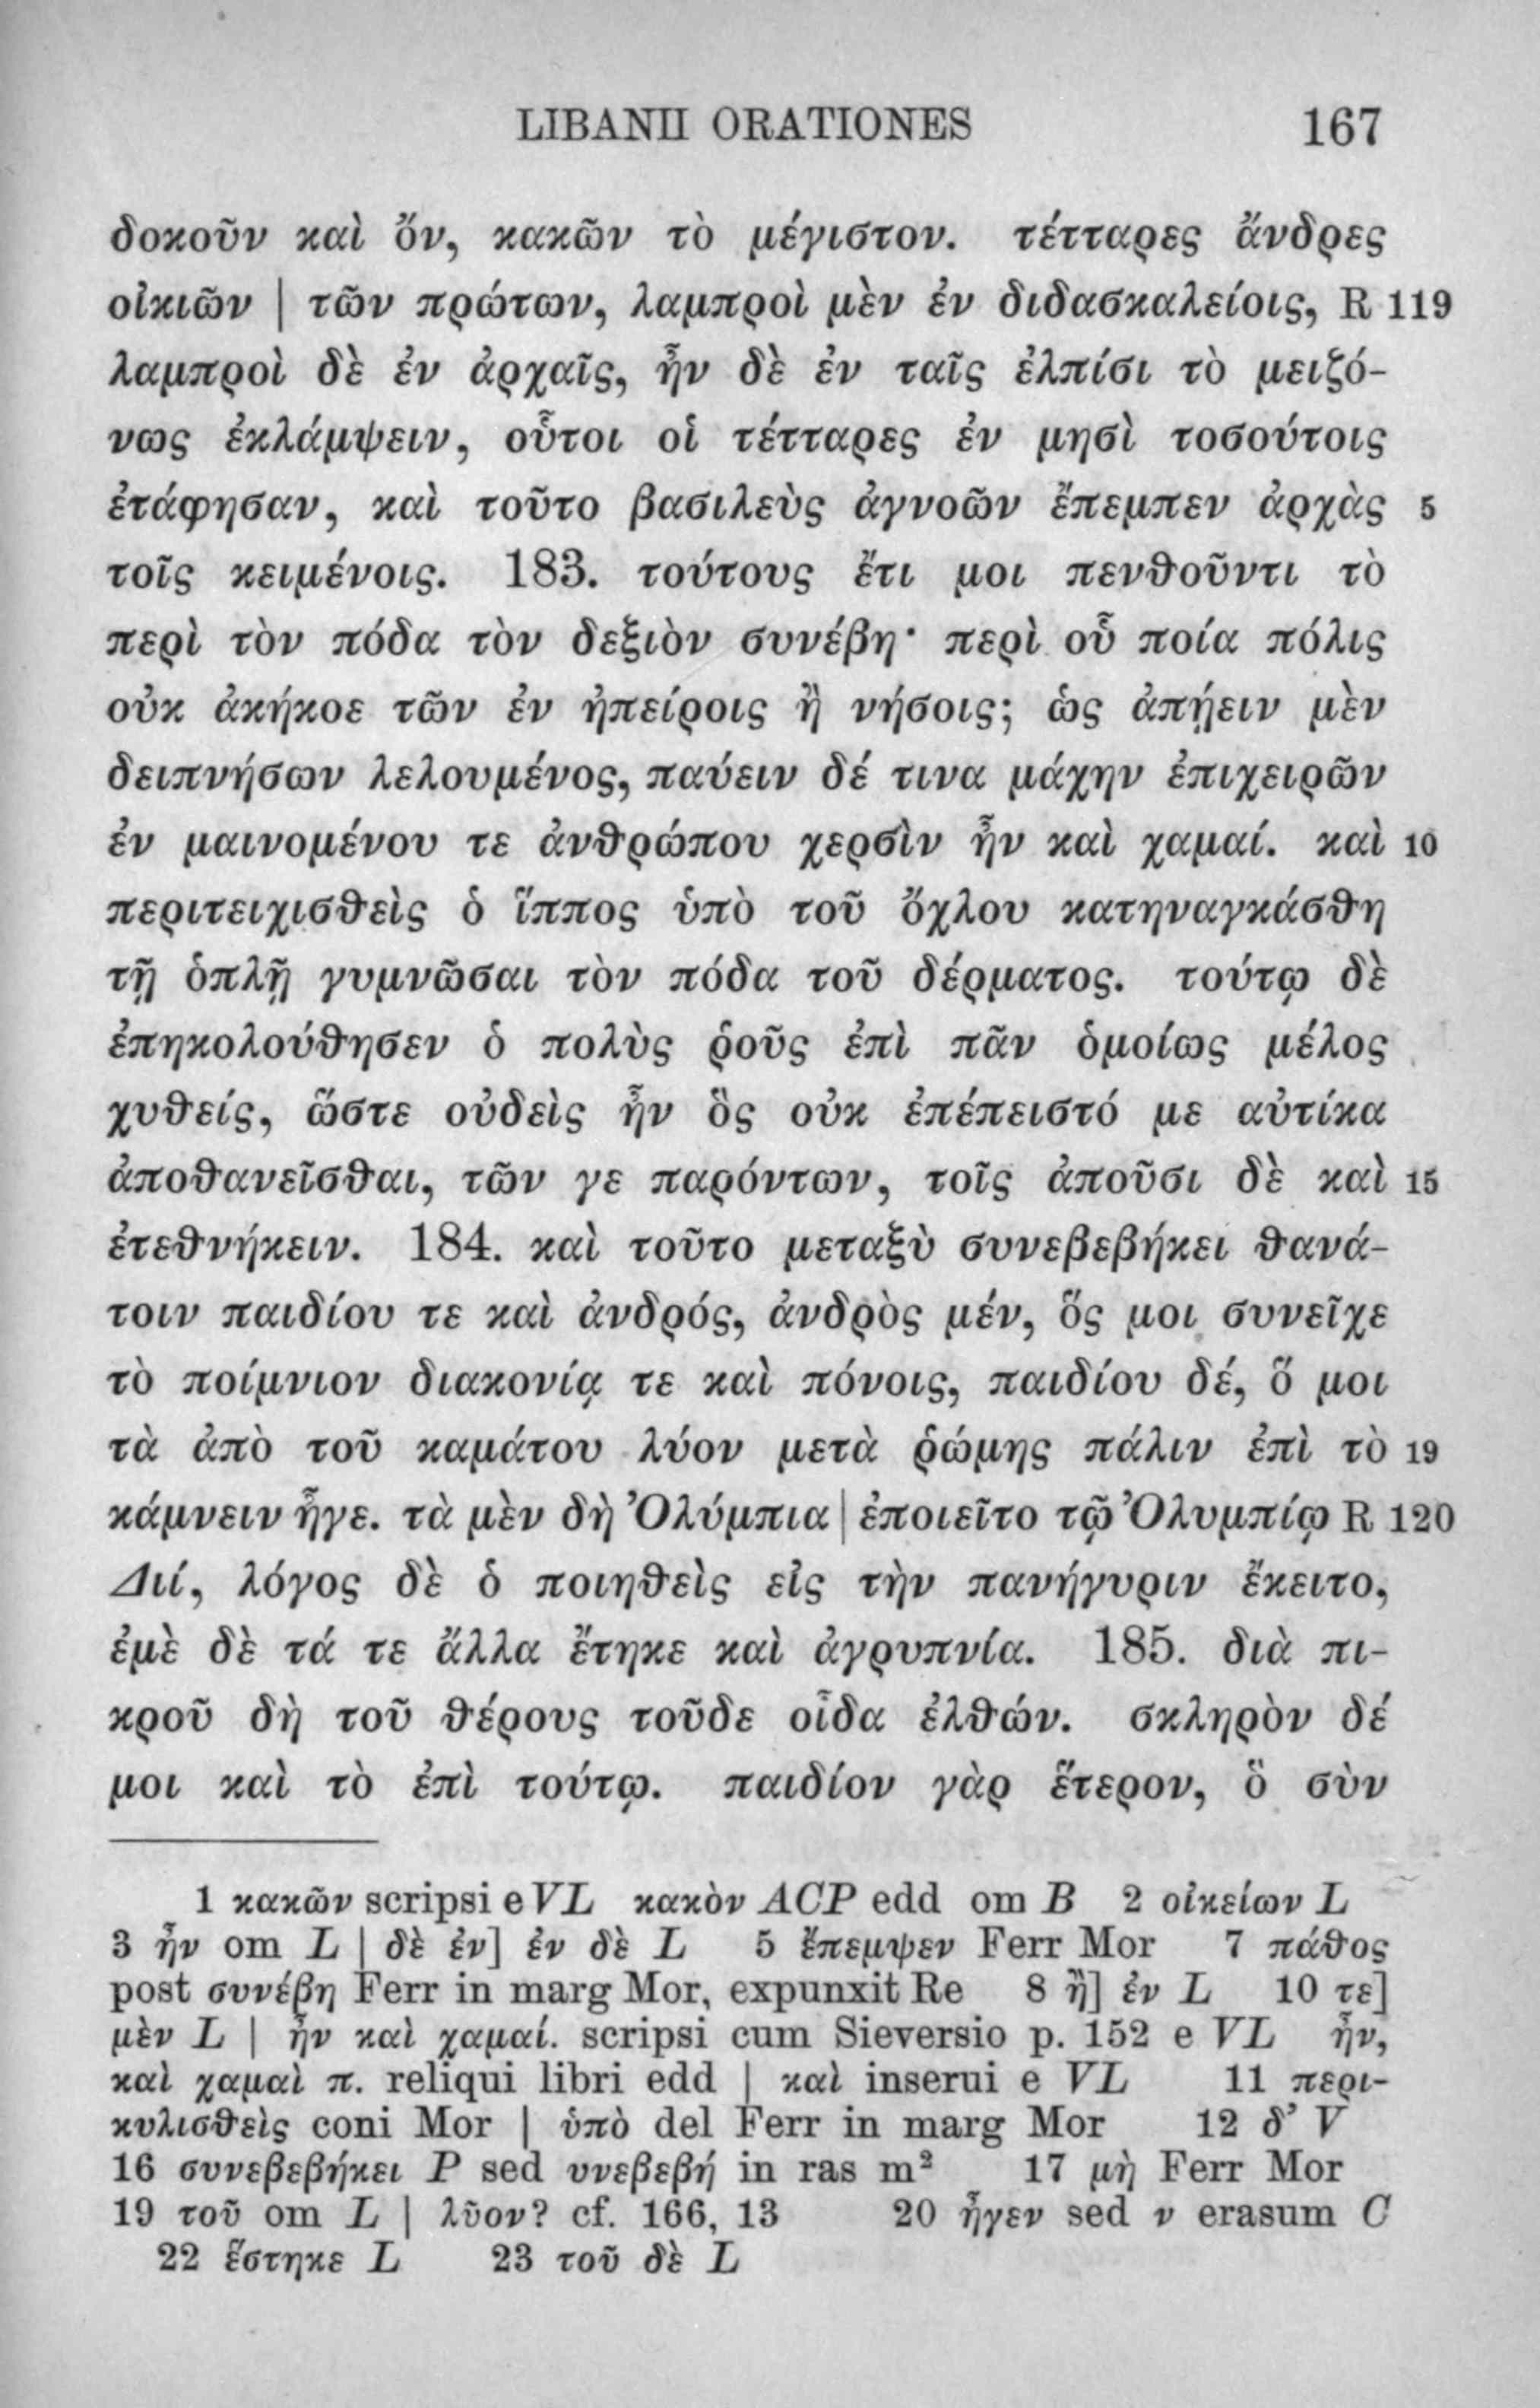 LIBANII ORATIONES 167
δοκοῦν καὶ ὄν, κακῶν τὸ μέγιστον. τέτταρες ἄνδρες
οἰκιῶν | τῶν πρώτων, λαμπροὶ μὲν ἐν διδασκαλείοις, R 119
λαμπροὶ δὲ ἐν ἀρχαῖς, ἦν δὲ ἐν ταῖς ἐλπίσι τὸ μειζό-
νως ἐκλάμψειν, οὗτοι οἱ τέτταρες ἐν μησὶ τοσούτοις
ἐτάφησαν, καὶ τοῦτο βασιλεὺς ἀγνοῶν ἔπεμπεν ἀρχὰς 5
τοῖς κειμένοις. 183. τούτους ἔτι μοι πενθοῦντι τὸ
περὶ τὸν πόδα τὸν δεξιὸν συνέβη· περὶ οὗ ποία πόλις
οὐκ ἀκήκοε τῶν ἐν ἠπείροις ἢ νήσοις; ὡς ἀπῄειν μὲν
δειπνήσων λελουμένος, παύειν δέ τινα μάχην ἐπιχειρῶν
ἐν μαινομένου τε ἀνθρώπου χερσὶν ἦν καὶ χαμαί. καὶ 10
περιτειχισθεὶς ὁ ἵππος ὑπὸ τοῦ ὄχλου κατηναγκάσθη
τῇ ὁπλῇ γυμνῶσαι τὸν πόδα τοῦ δέρματος. τούτῳ δὲ
ἐπηκολούθησεν ὁ πολὺς ῥοῦς ἐπὶ πᾶν ὁμοίως μέλος
χυθείς, ὥστε οὐδεὶς ἦν ὃς οὐκ ἐπέπειστό με αὐτίκα
ἀποθανεῖσθαι, τῶν γε παρόντων, τοῖς ἀποῦσι δὲ καὶ 15
ἐτεθνήκειν. 184. καὶ τοῦτο μεταξὺ συνεβεβήκει θανά-
τοιν παιδίου τε καὶ ἀνδρός, ἀνδρὸς μέν, ὅς μοι συνεῖχε
τὸ ποίμνιον διακονίᾳ τε καὶ πόνοις, παιδίου δέ, ὅ μοι
τὰ ἀπὸ τοῦ καμάτου λύον μετὰ ῥώμης πάλιν ἐπὶ τὸ 19
κάμνειν ἦγε. τὰ μὲν δὴ Ὀλύμπια | ἐποιεῖτο τῷ Ὀλυμπίῳ R 120
Διί, λόγος δὲ ὁ ποιηθεὶς εἰς τὴν πανήγυριν ἔκειτο,
ἐμὲ δὲ τά τε ἄλλα ἔτηκε καὶ ἀγρυπνία. 185. διὰ πι-
κροῦ δὴ τοῦ θέρους τοῦδε οἶδα ἐλθών. σκληρὸν δέ
μοι καὶ τὸ ἐπὶ τούτῳ. παιδίον γὰρ ἕτερον, ὃ σὺν
1 κακῶν scripsi e VL κακὸν ACP edd om B 2 οἰκείων L
3 ἦν om L | δὲ ἐν] ἐν δὲ L 5 ἔπεμψεν Ferr Mor 7 πάθος
post συνέβη Ferr in marg Mor, expunxit Re 8 ἢ] ἐν L 10 τε]
μὲν L | ἦν καὶ χαμαί. scripsi cum Sieversio p. 152 e VL ἦν,
καὶ χαμαὶ π. reliqui libri edd | καὶ inserui e VL 11 περι-
κυλισθεὶς coni Mor | ὑπὸ del Ferr in marg Mor 12 δ’ V
16 συνεβεβήκει P sed υνεβεβή in ras m² 17 μὴ Ferr Mor
19 τοῦ om L | λῦον? cf. 166, 13 20 ἦγεν sed ν erasum C
22 ἕστηκε L 23 τοῦ δὲ L